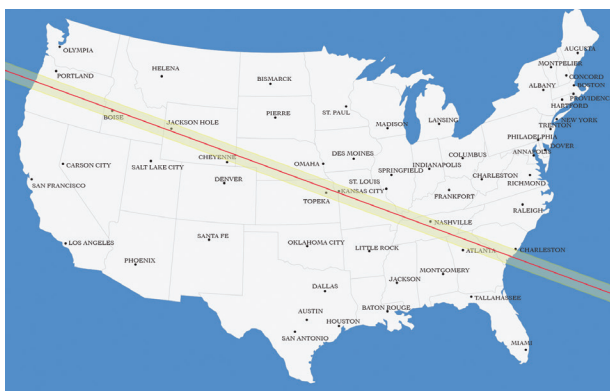 OLYMPIA
PORTLAND
HELENA
BISMARCK
AUGUSTA
MONTPELIER
CONCORD
BOSTON
ALBANY
PROVIDENC
HARTFORD
NEW YORK
TRENTON
PHILADELPHIA
DOVER
ANNAPOLIS
BOISE
JACKSON HOLE
PIERRE
ST. PAUL
MADISON
LANSING
CHEYENNE
OMAHA
DES MOINES
COLUMBUS
INDIANAPOLIS
SPRINGFIELD
CARSON CITY
SALT LAKE CITY
DENVER
ST. LOUIS
KANSAS CITY
TOPEKA
CHARLESTON
RICHMOND
FRANKFORT
SAN FRANCISCO
RALEIGH
NASHVILLE
SANTA FE
OKLAHOMA CITY
LITTLE ROCK
ATLANTA
CHARLESTON
LOS ANGELES
PHOENIX
MONTGOMERY
JACKSON
DALLAS
TALLAHASSEE
AUSTIN
HOUSTON
BATON ROUGE
SAN ANTONIO
MIAMI